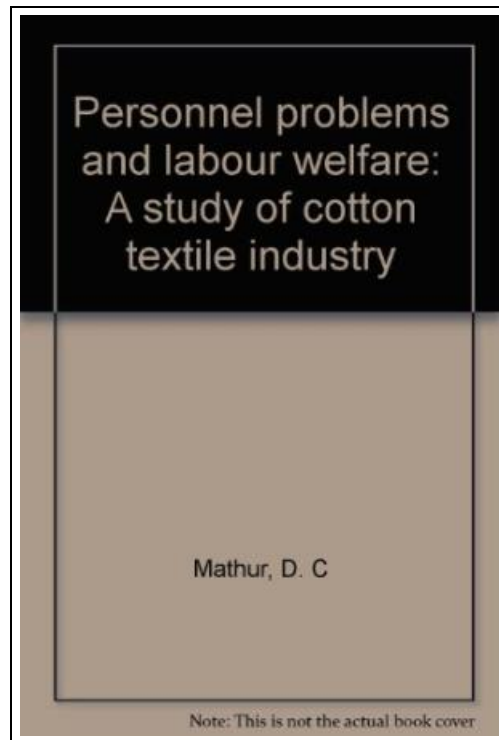 Personnel problems
and labour welfare:
A study of cotton
textile industry
Mathur, D. C
Note: This is not the actual book cover